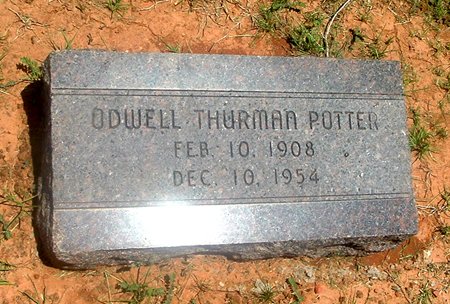 ODWELL THURMAN POTTER
FEB. 10, 1908
DEC. 10, 1954